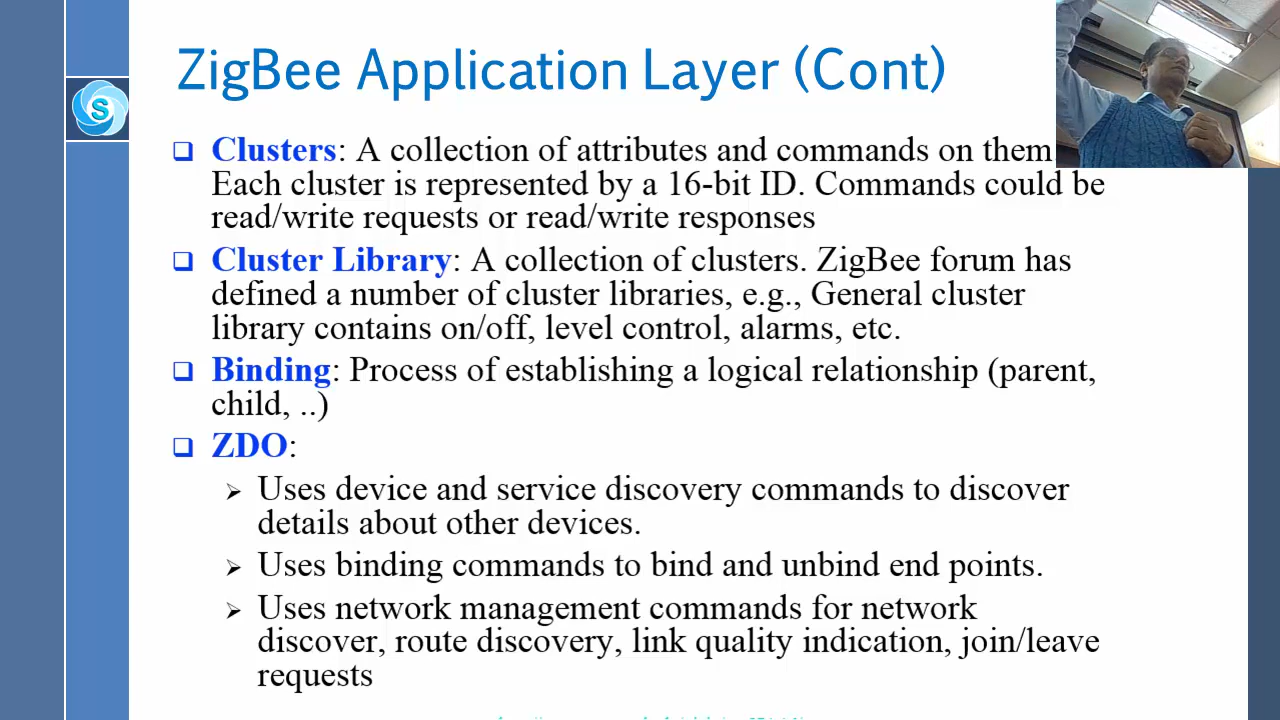 ZigBee Application Layer (Cont)
S
❑ Clusters: A collection of attributes and commands on them
Each cluster is represented by a 16-bit ID. Commands could be
read/write requests or read/write responses
❑ Cluster Library: A collection of clusters. ZigBee forum has
defined a number of cluster libraries, e.g., General cluster
library contains on/off, level control, alarms, etc.
❑ Binding: Process of establishing a logical relationship (parent,
child, ..)
❑ ZDO:
➢ Uses device and service discovery commands to discover
details about other devices.
➢ Uses binding commands to bind and unbind end points.
➢ Uses network management commands for network
discover, route discovery, link quality indication, join/leave
requests